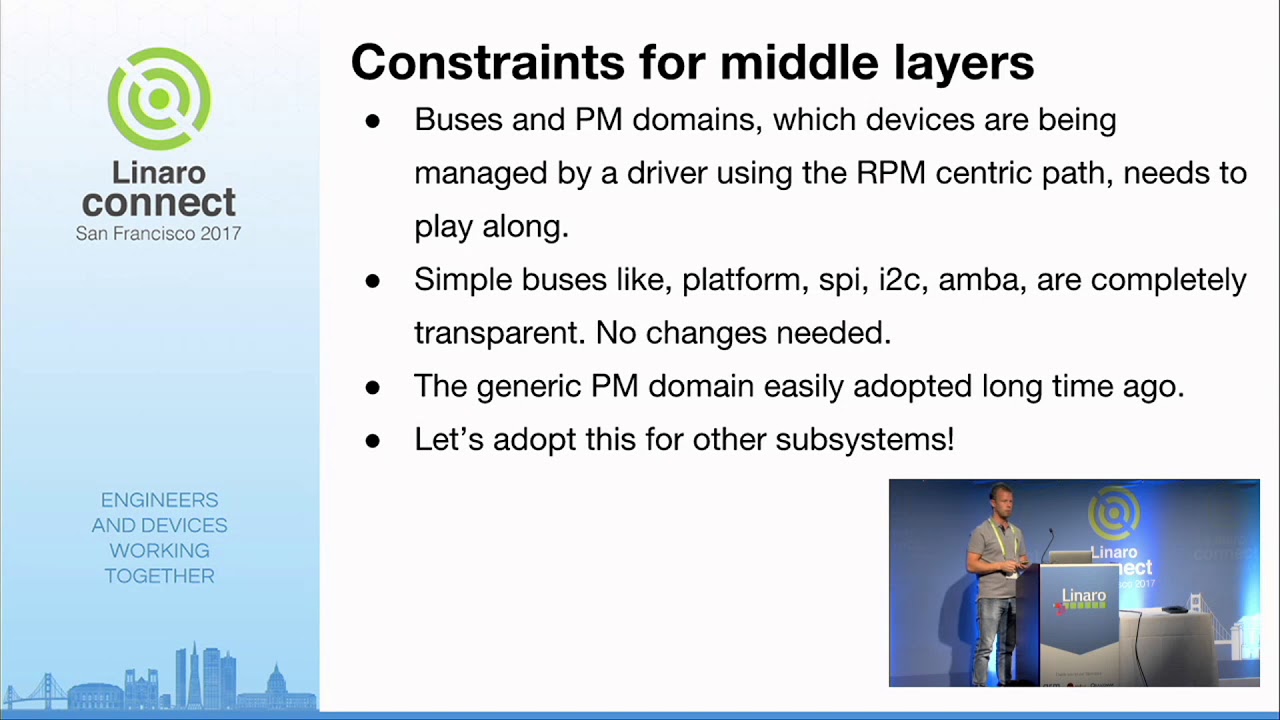 Linaro
connect
San Francisco 2017
ENGINEERS
AND DEVICES
WORKING
TOGETHER
Constraints for middle layers
● Buses and PM domains, which devices are being
managed by a driver using the RPM centric path, needs to
play along.
● Simple buses like, platform, spi, i2c, amba, are completely
transparent. No changes needed.
● The generic PM domain easily adopted long time ago.
● Let's adopt this for other subsystems!
Linaro
2017
Linaro